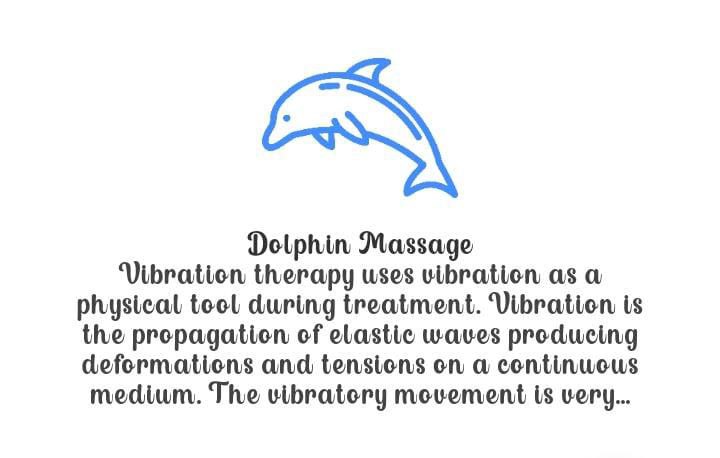 Dolphin Massage
Vibration therapy uses vibration as a
physical tool during treatment. Vibration is
the propagation of elastic waves producing
deformations and tensions on a continuous
medium. The vibratory movement is very...